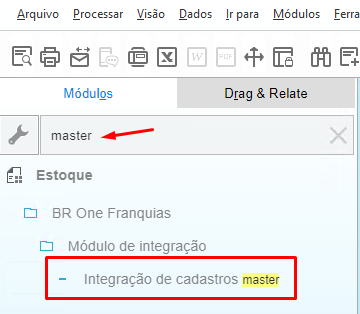 Arquivo Processar Visão Dados Ir para Módulos Ferra
Módulos Drag & Relate
master
Estoque
BR One Franquias
Módulo de integração
Integração de cadastros master